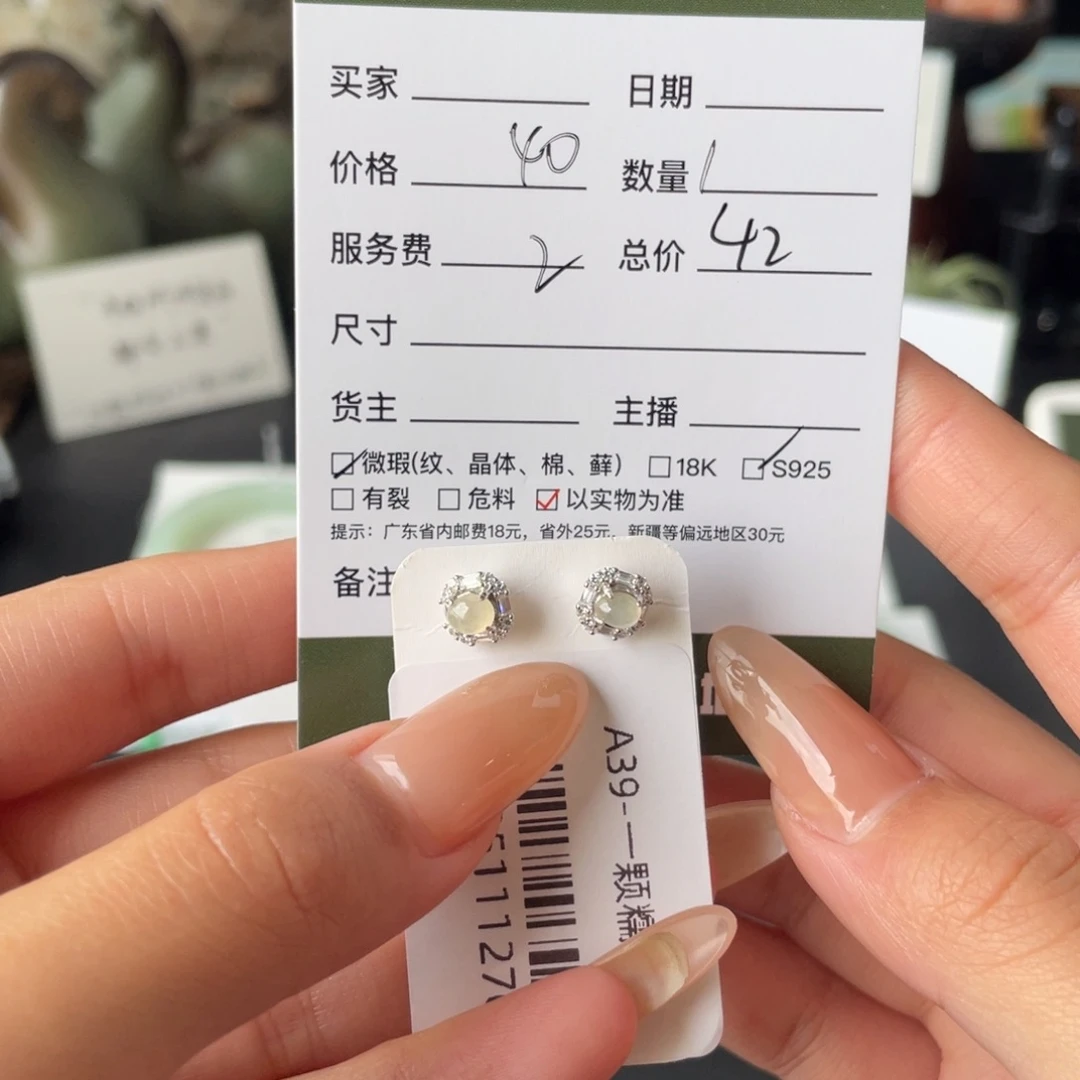 买家 日期
价格 40 数量 1
服务费 2 总价 42
尺寸
货主 主播
☑微瑕(纹、晶体、棉、藓) □18K ☑S925
□有裂 □危料 ☑以实物为准
提示：广东省内邮费18元，省外25元，新疆等偏远地区30元
备注
A39-一颗糯